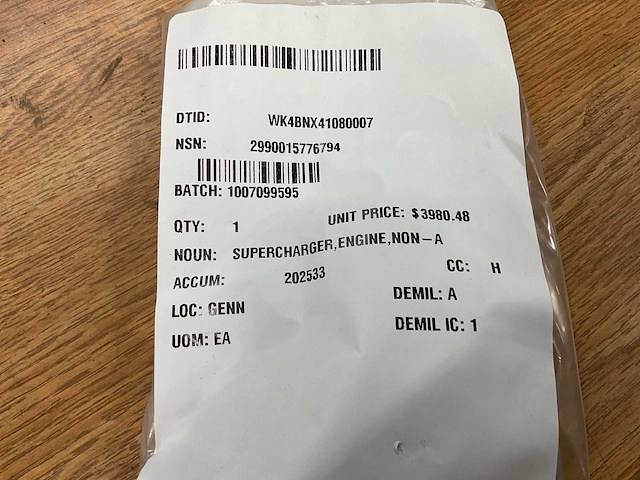 DTID: WK4BNX41080007
NSN: 2990015776794
BATCH: 1007099595
QTY: 1 UNIT PRICE: $3980.48
NOUN: SUPERCHARGER,ENGINE,NON-A
ACCUM: 202533 CC: H
LOC: GENN DEMIL: A
UOM: EA DEMIL IC: 1